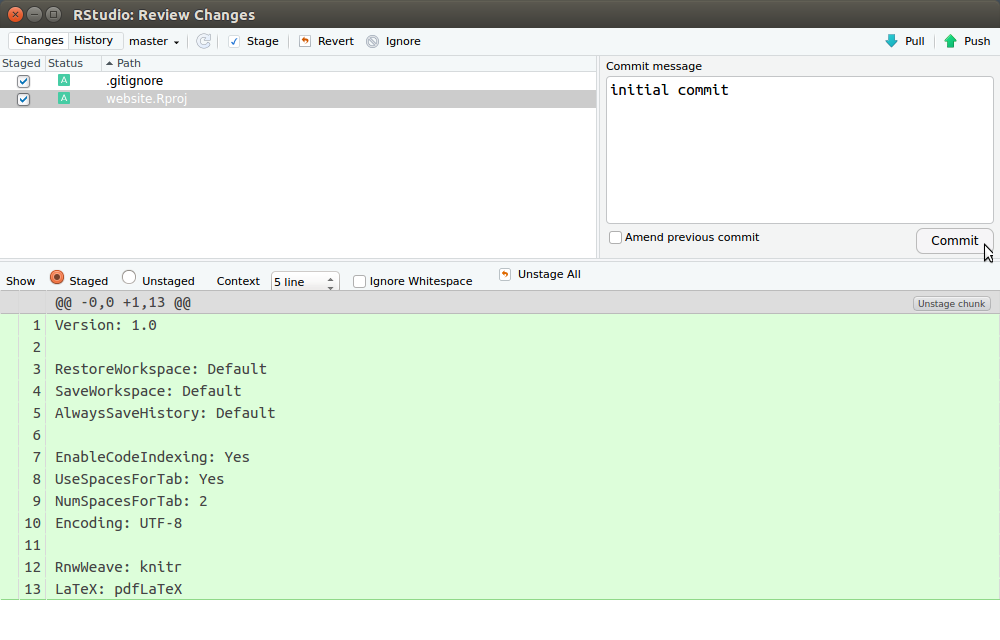 RStudio: Review Changes
Changes History master Stage Revert Ignore Pull Push
Staged Status Path
A .gitignore
A website.Rproj
Commit message
initial commit
Amend previous commit
Commit
Show Staged Unstaged Context 5 line Ignore Whitespace Unstage All
@@ -0,0 +1,13 @@ Unstage chunk
1 Version: 1.0
2
3 RestoreWorkspace: Default
4 SaveWorkspace: Default
5 AlwaysSaveHistory: Default
6
7 EnableCodeIndexing: Yes
8 UseSpacesForTab: Yes
9 NumSpacesForTab: 2
10 Encoding: UTF-8
11
12 RnwWeave: knitr
13 LaTeX: pdfLaTeX